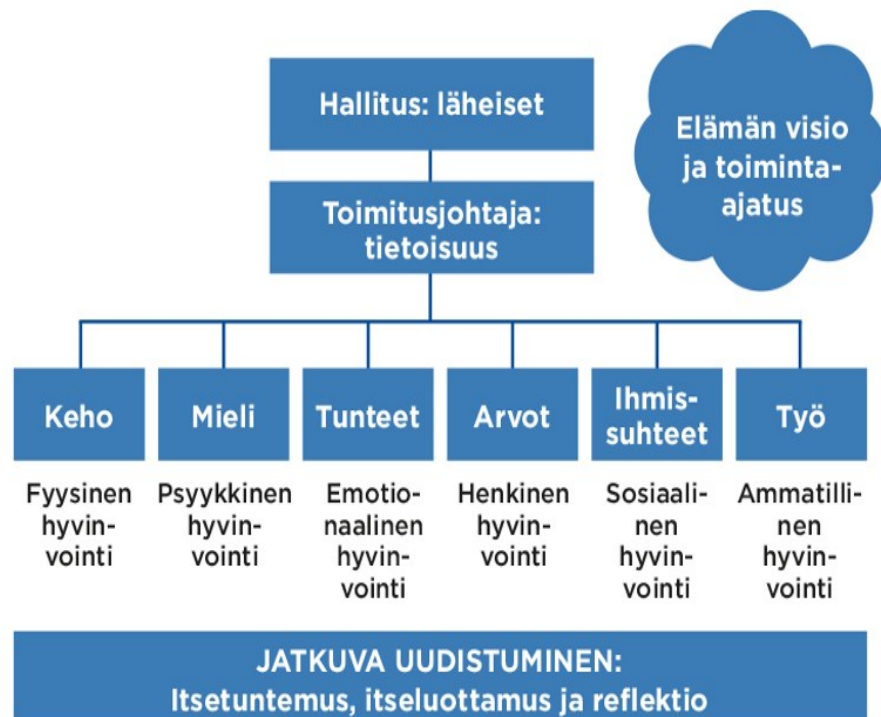 Hallitus: läheiset
Elämän visio
ja toiminta-
ajatus
Toimitusjohtaja:
tietoisuus
Keho
Mieli
Tunteet
Arvot
Ihmis-
suhteet
Työ
Fyysinen
hyvin-
vointi
Psyykkinen
hyvin-
vointi
Emotio-
naalinen
hyvin-
vointi
Henkinen
hyvin-
vointi
Sosiaali-
nen
hyvin-
vointi
Ammatilli-
nen
hyvin-
vointi
JATKUVA UUDISTUMINEN:
Itsetuntemus, itseluottamus ja reflektio